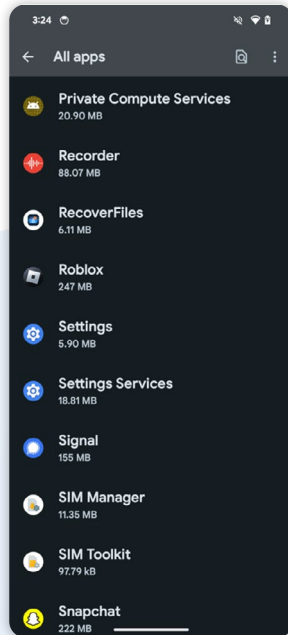 3:24
All apps
Private Compute Services
20.90 MB
Recorder
88.07 MB
RecoverFiles
6.11 MB
Roblox
247 MB
Settings
5.90 MB
Settings Services
18.81 MB
Signal
155 MB
SIM Manager
11.35 MB
SIM Toolkit
97.79 kB
Snapchat
222 MB